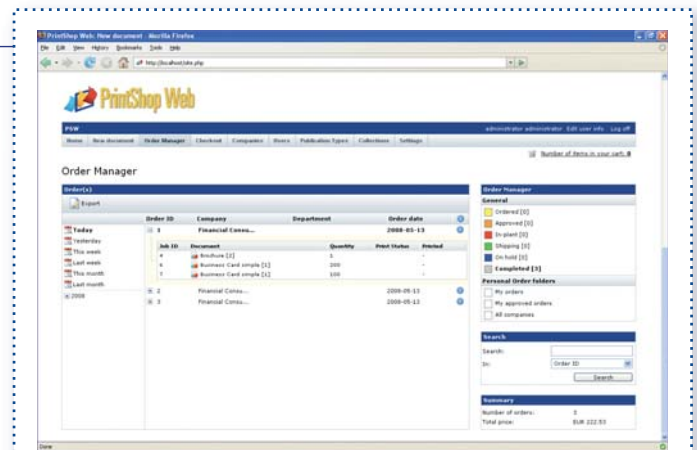 PrintShop Web: New document - Mozilla Firefox
File Edit View History Bookmarks Tools Help
http://localhost/site.php
PrintShop Web
PSW administrator administrator Edit user info Log off
Home New document Order Manager Checkout Companies Users Publication Types Collections Settings
Number of items in your cart: 0
Order Manager
Order(s)
Export
Order ID Company Department Order date
Today
Yesterday
This week
Last week
This month
Last month
2008
1 Financial Consu... 2008-05-13
Job ID Document Quantity Print Status Printed
4 Brochure [2] 1 -
6 Business Card simple [1] 200 -
7 Business Card simple [1] 100 -
2 Financial Consu... 2008-05-13
3 Financial Consu... 2008-05-13
Order Manager
General
Ordered [0]
Approved [0]
In-plant [0]
Shipping [0]
On hold [0]
Completed [3]
Personal Order folders
My orders
My approved orders
All companies
Search
Search:
In: Order ID
Search
Summary
Number of orders: 3
Total price: EUR 222.53
Done